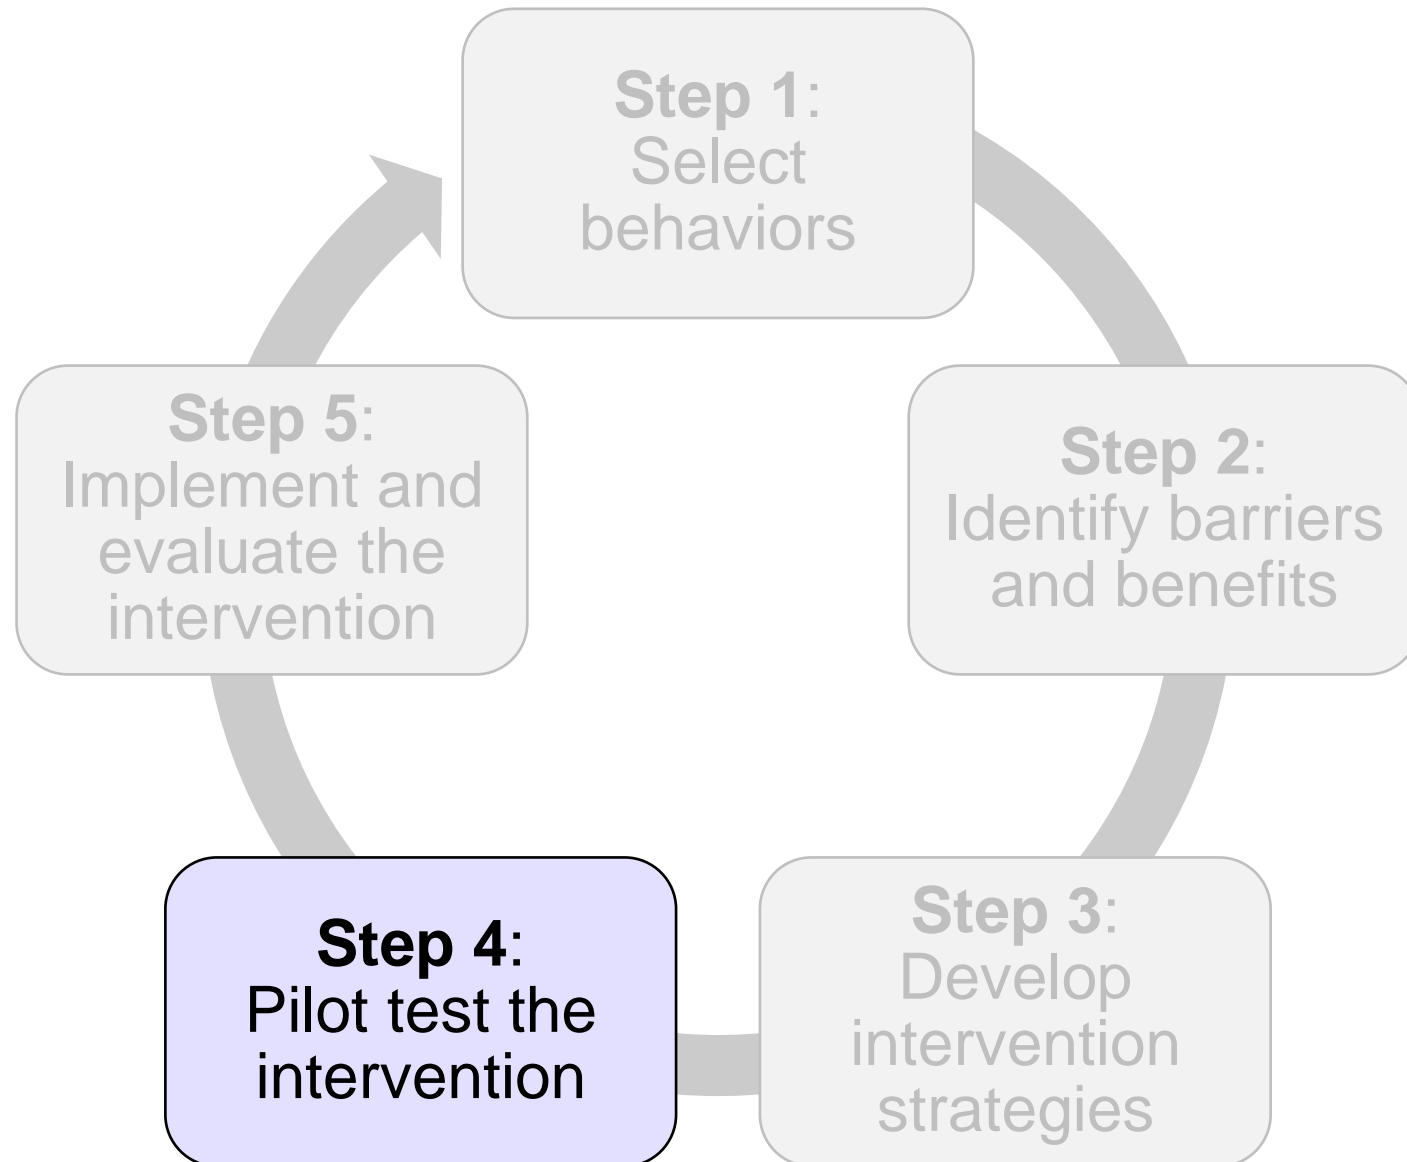 Step 1:
Select
behaviors
Step 2:
Identify barriers
and benefits
Step 3:
Develop
intervention
strategies
Step 4:
Pilot test the
intervention
Step 5:
Implement and
evaluate the
intervention